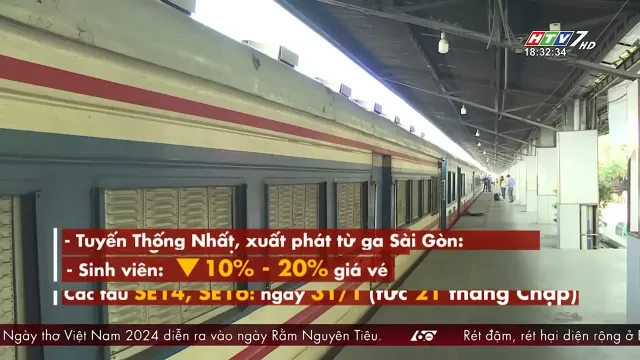 HTV7 HD
18:32:34
- Tuyến Thống Nhất, xuất phát từ ga Sài Gòn:
- Sinh viên: ▼10% - 20% giá vé
Các tàu SE14, SE16: ngày 31/1 (tức 21 tháng Chạp)
Ngày thơ Việt Nam 2024 diễn ra vào ngày Rằm Nguyên Tiêu. 60 Rét đậm, rét hại diện rộng ở